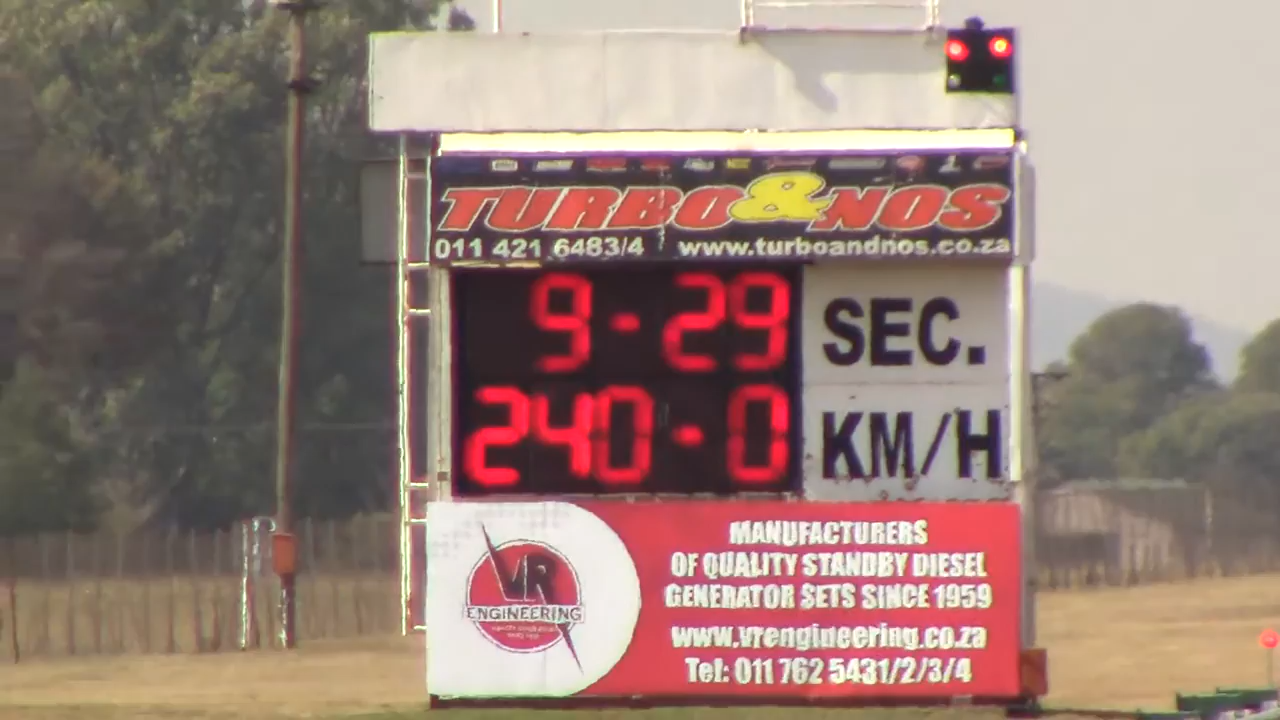 TURBO&NOS
011 421 6483/4 www.turboandnos.co.za
9-29 SEC.
240-0 KM/H
VR
ENGINEERING
MANUFACTURERS
OF QUALITY STANDBY DIESEL
GENERATOR SETS SINCE 1959
www.vrengineering.co.za
Tel: 011 762 5431/2/3/4